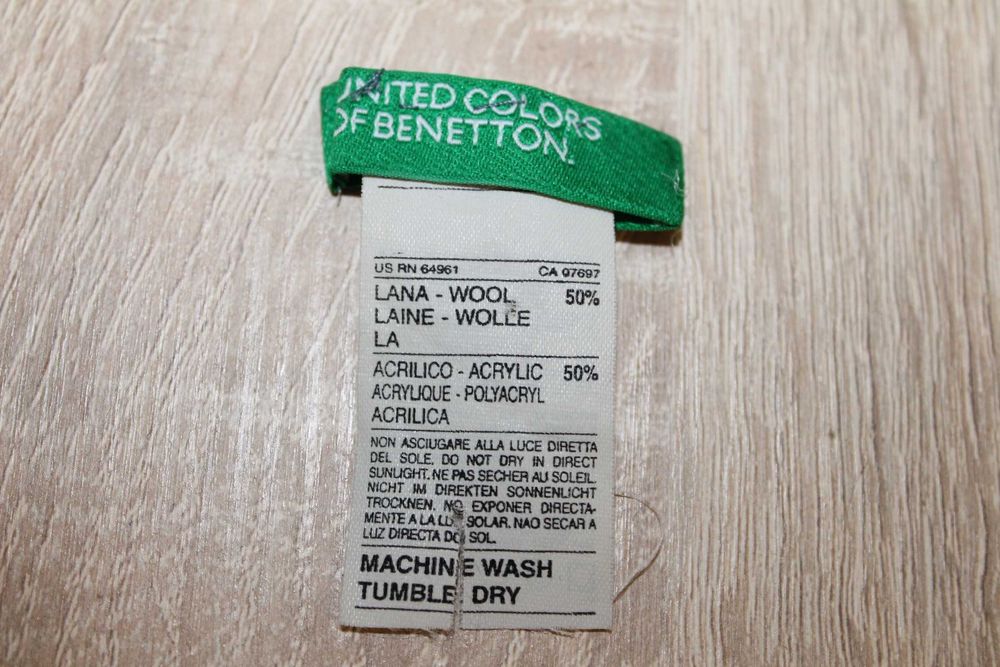 UNITED COLORS
OF BENETTON.
US RN 64961 CA 07697
LANA - WOOL 50%
LAINE - WOLLE
LA
ACRILICO - ACRYLIC 50%
ACRYLIQUE - POLYACRYL
ACRILICA
NON ASCIUGARE ALLA LUCE DIRETTA
DEL SOLE. DO NOT DRY IN DIRECT
SUNLIGHT. NE PAS SECHER AU SOLEIL.
NICHT IM DIREKTEN SONNENLICHT
TROCKNEN. NO EXPONER DIRECTA-
MENTE A LA LUZ SOLAR. NAO SECAR A
LUZ DIRECTA DO SOL.
MACHINE WASH
TUMBLE DRY